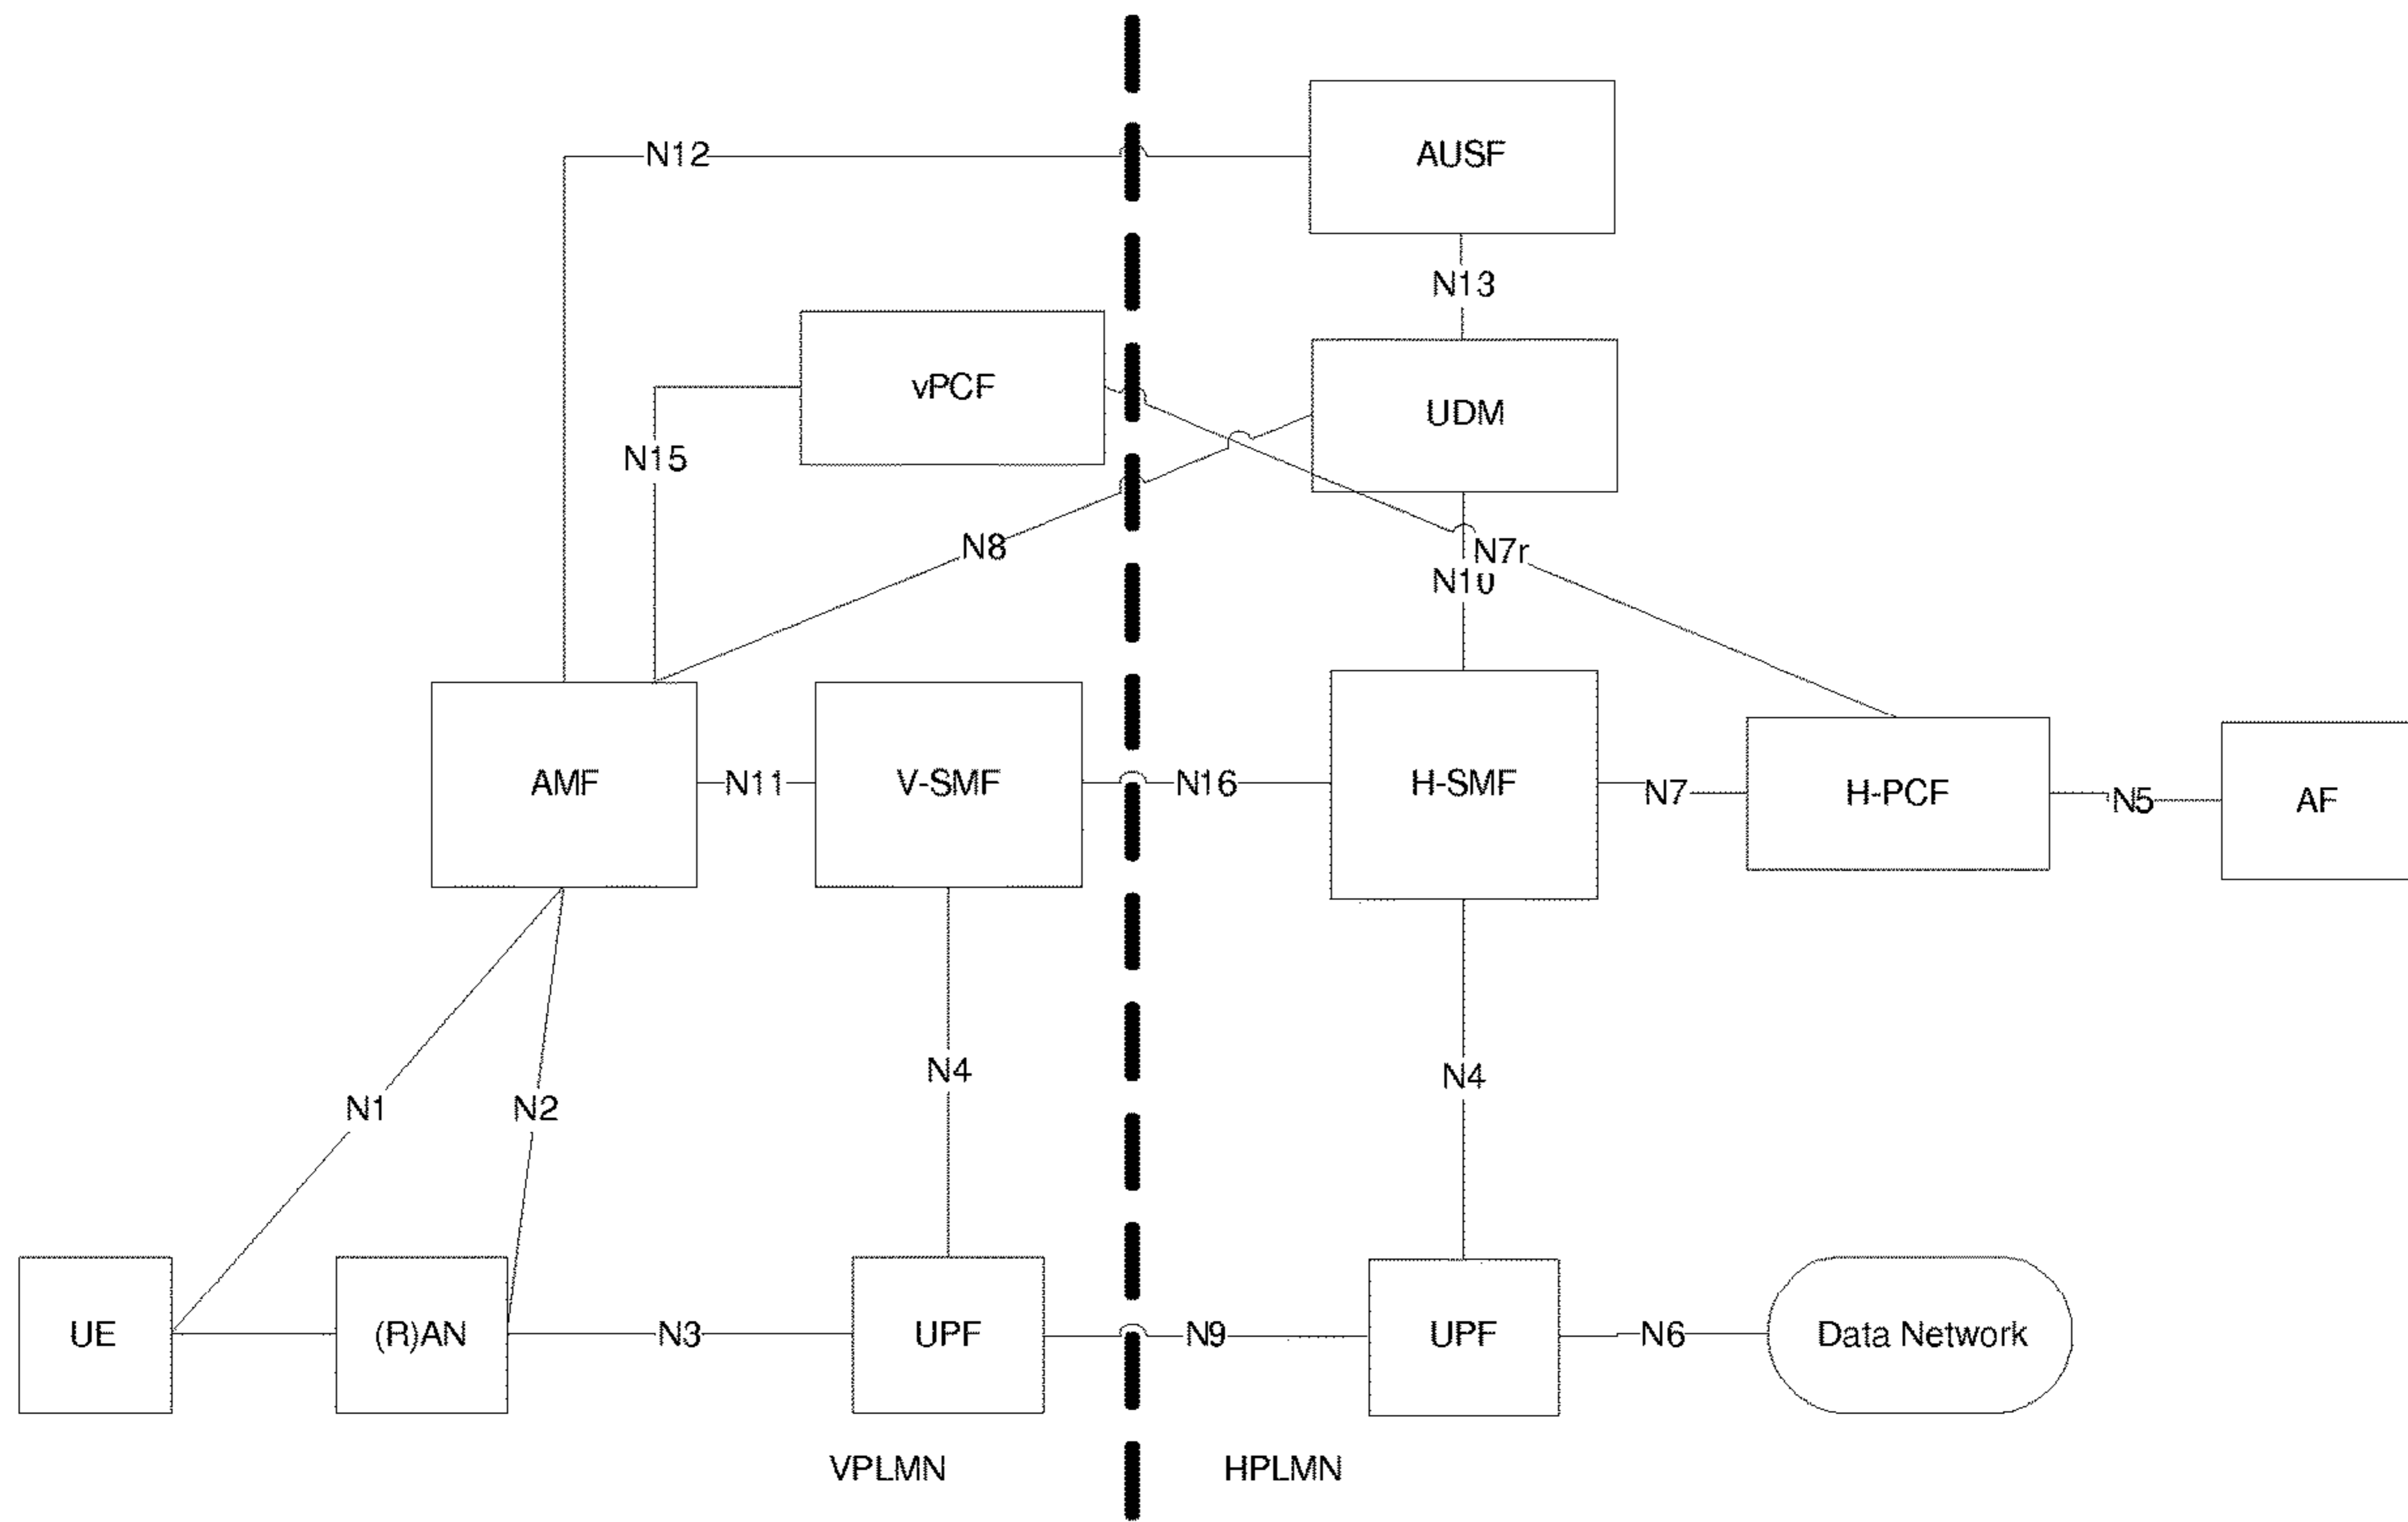 N12
AUSF
N13
vPCF
UDM
N15
N8
N7r
N10
AMF
N11
V-SMF
N16
H-SMF
N7
H-PCF
N5
AF
N4
N4
N1
N2
UE
(R)AN
N3
UPF
N9
UPF
N6
Data Network
VPLMN
HPLMN